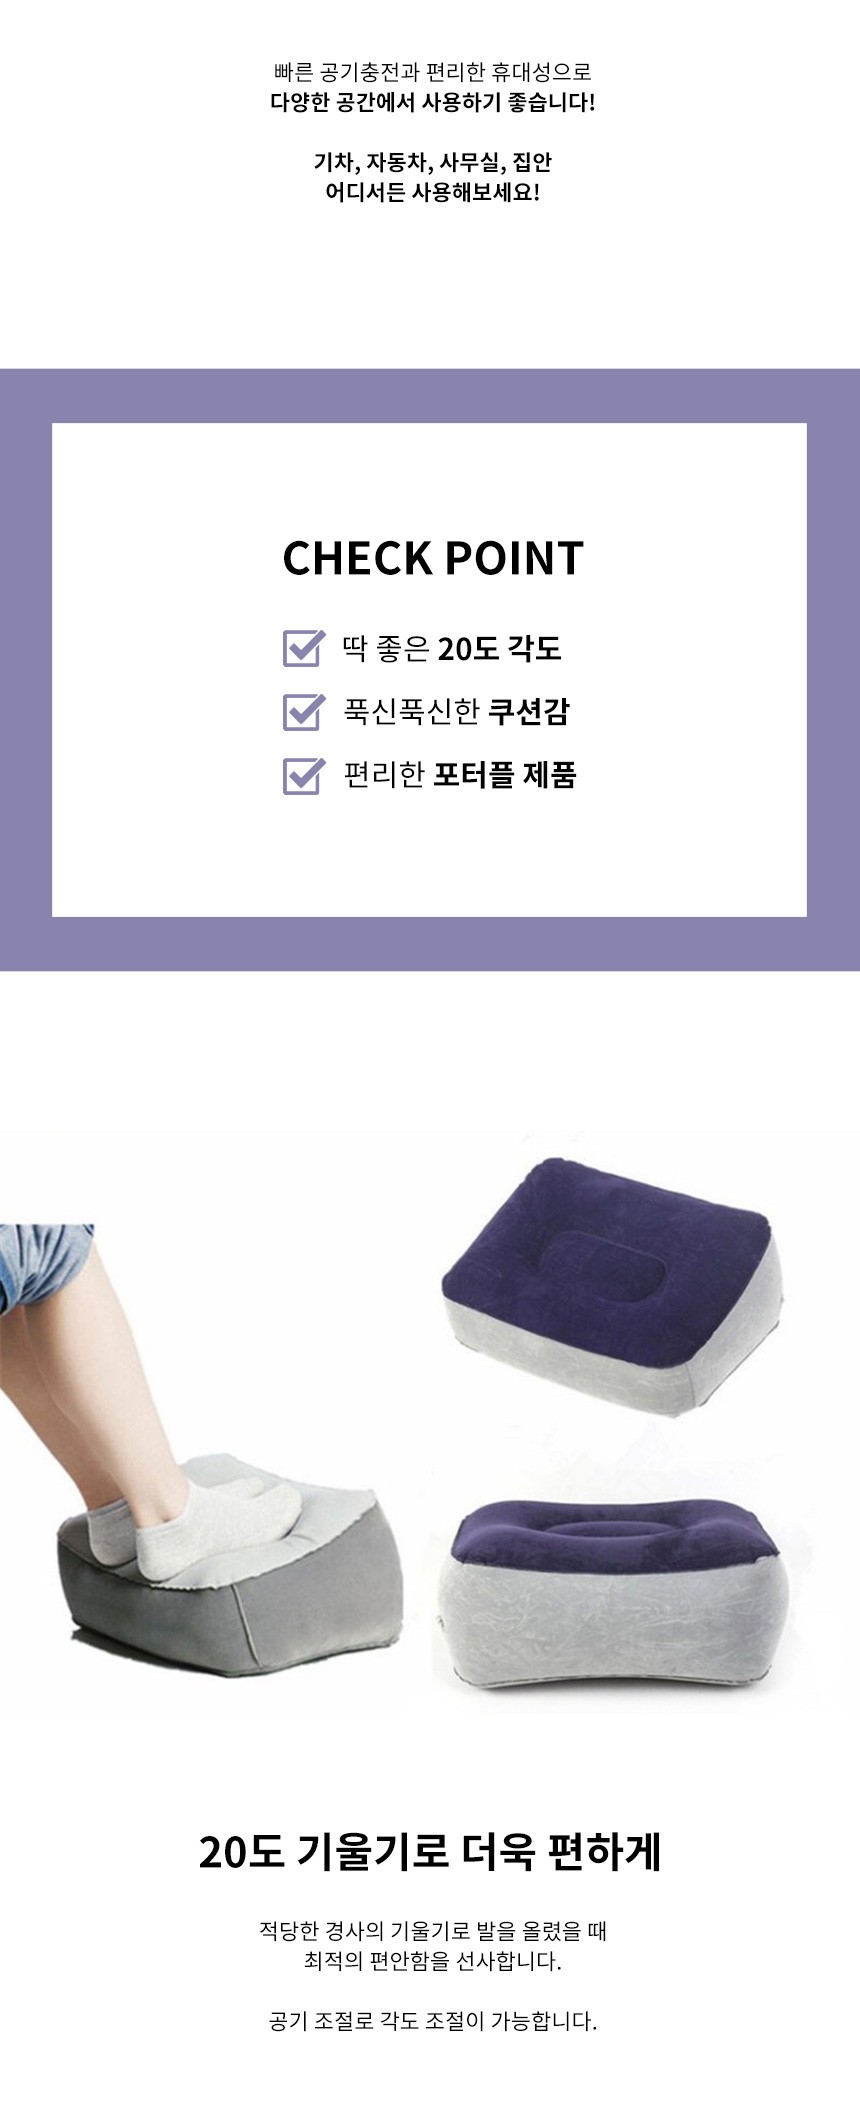 빠른 공기충전과 편리한 휴대성으로
다양한 공간에서 사용하기 좋습니다!
기차, 자동차, 사무실, 집안
어디서든 사용해보세요!
CHECK POINT
딱 좋은 20도 각도
푹신푹신한 쿠션감
편리한 포터플 제품
20도 기울기로 더욱 편하게
적당한 경사의 기울기로 발을 올렸을 때
최적의 편안함을 선사합니다.
공기 조절로 각도 조절이 가능합니다.